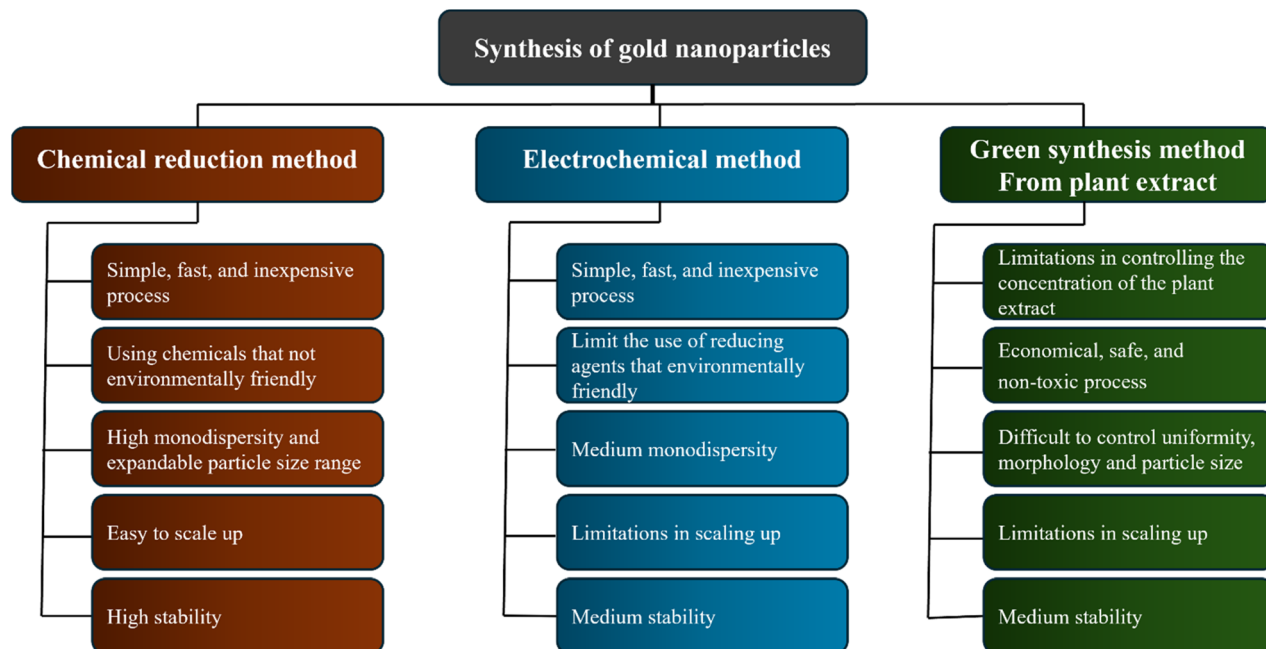 Synthesis of gold nanoparticles
Chemical reduction method
Simple, fast, and inexpensive
process
Using chemicals that not
environmentally friendly
High monodispersity and
expandable particle size range
Easy to scale up
High stability
Electrochemical method
Simple, fast, and inexpensive
process
Limit the use of reducing
agents that environmentally
friendly
Medium monodispersity
Limitations in scaling up
Medium stability
Green synthesis method
From plant extract
Limitations in controlling the
concentration of the plant
extract
Economical, safe, and
non-toxic process
Difficult to control uniformity,
morphology and particle size
Limitations in scaling up
Medium stability